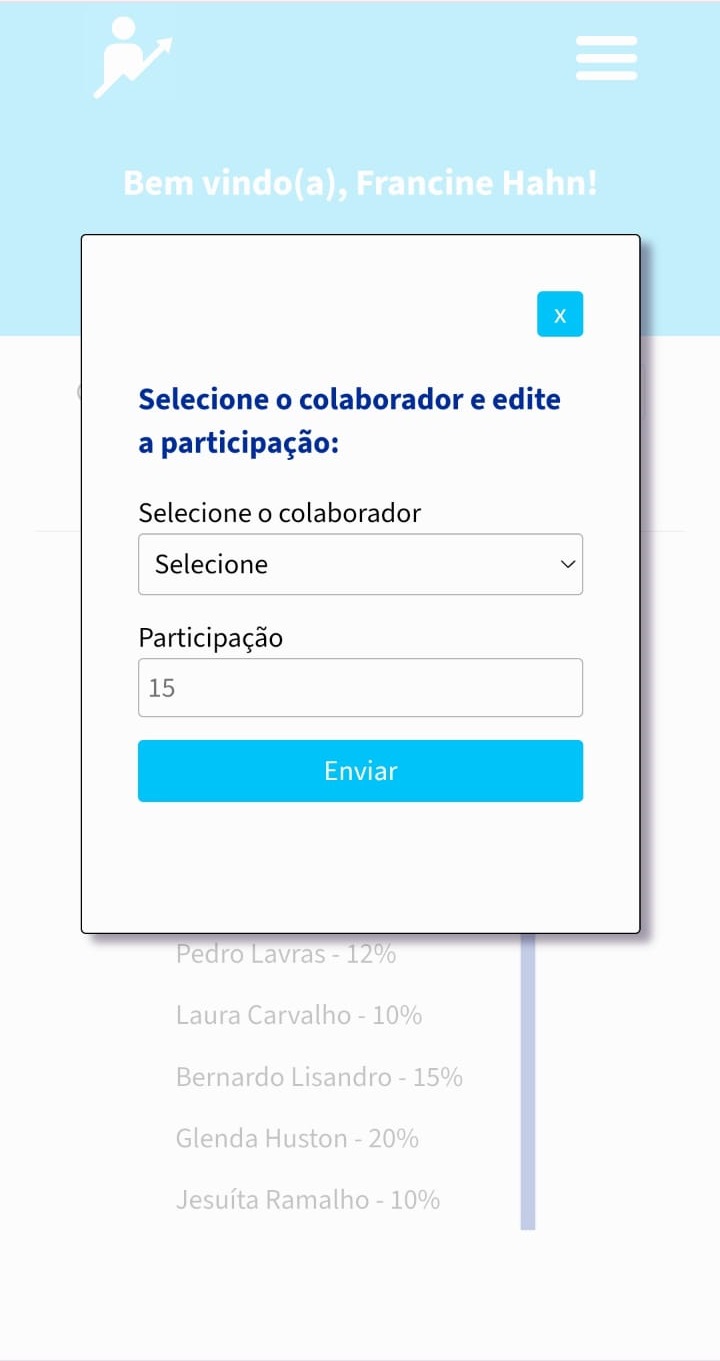 Bem vindo(a), Francine Hahn!
x
Selecione o colaborador e edite
a participação:
Selecione o colaborador
Selecione
Participação
15
Enviar
Pedro Lavras - 12%
Laura Carvalho - 10%
Bernardo Lisandro - 15%
Glenda Huston - 20%
Jesuíta Ramalho - 10%